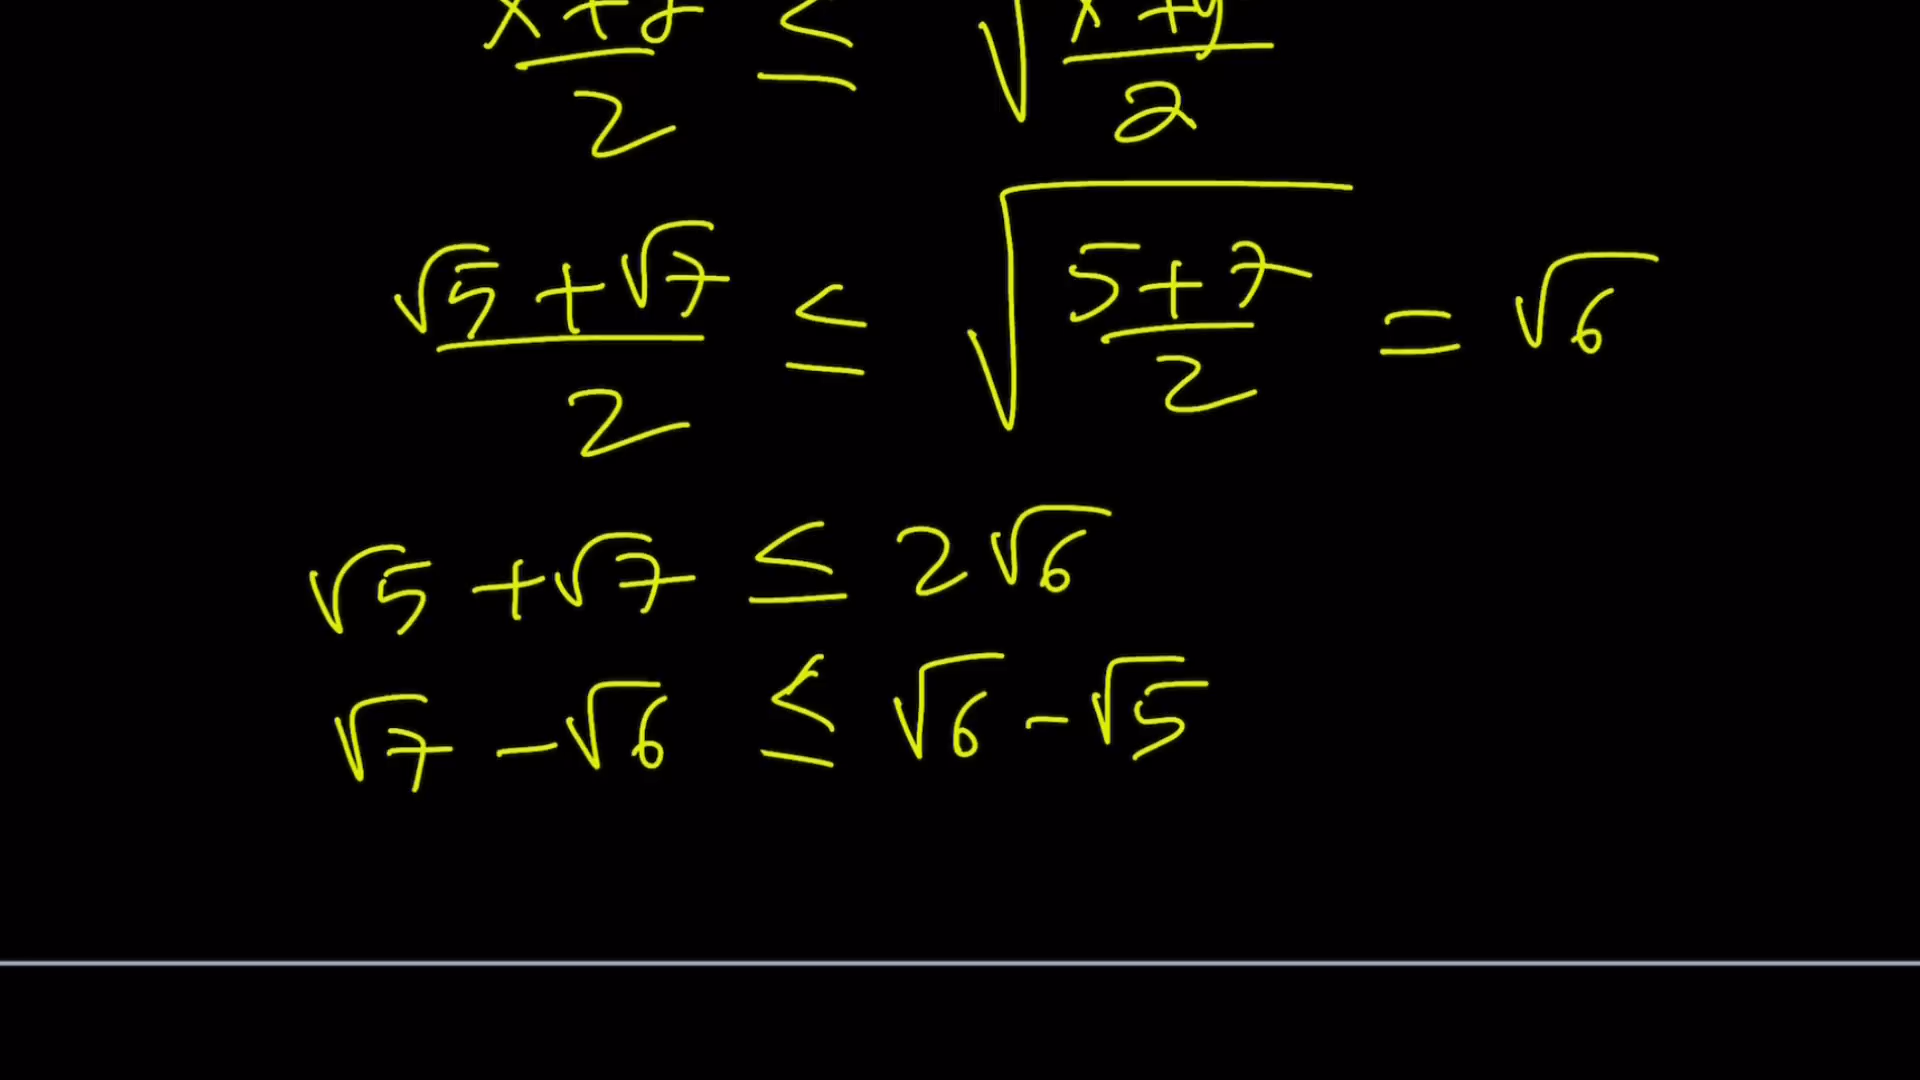 x+y/2 ≤ √(x+y/2)
(√5+√7)/2 ≤ √((5+7)/2) = √6
√5+√7 ≤ 2√6
√7-√6 ≤ √6-√5